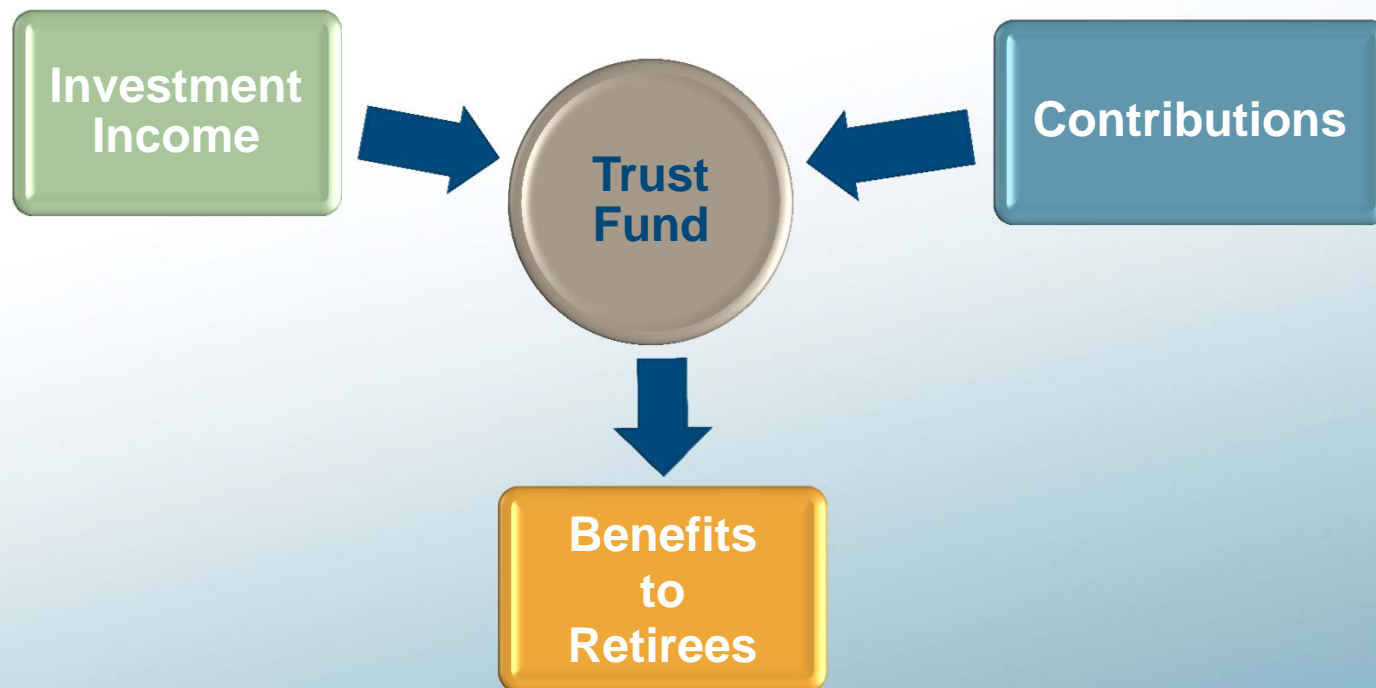 Investment
Income
Trust
Fund
Contributions
Benefits
to
Retirees